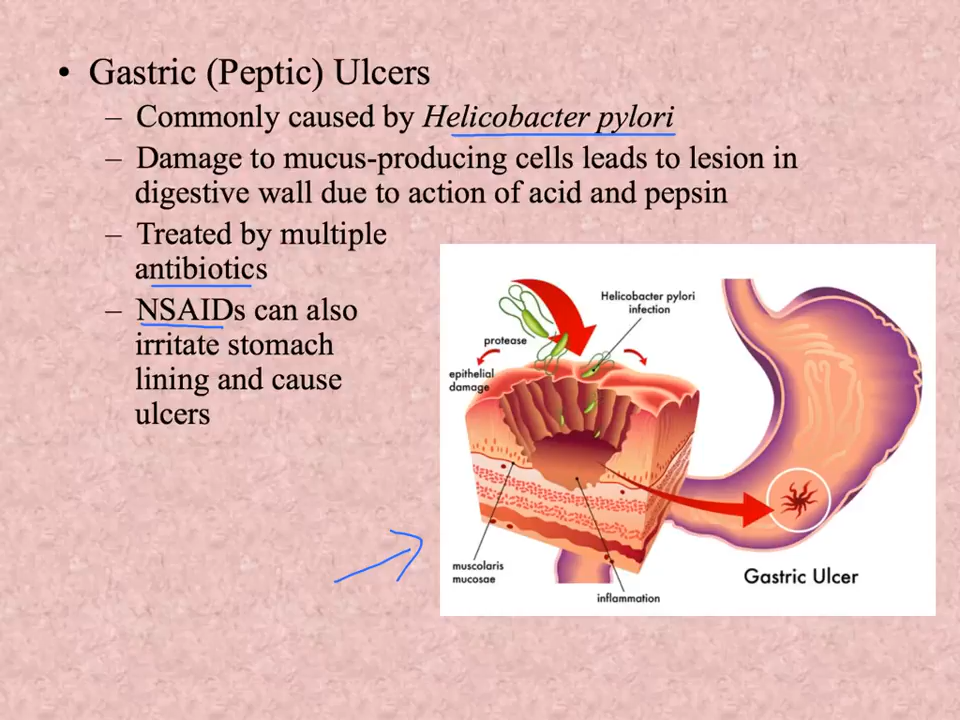 • Gastric (Peptic) Ulcers
– Commonly caused by Helicobacter pylori
– Damage to mucus-producing cells leads to lesion in
digestive wall due to action of acid and pepsin
– Treated by multiple
antibiotics
– NSAIDs can also
irritate stomach
lining and cause
ulcers
Helicobacter pylori
infection
protease
epithelial
damage
muscolaris
mucosae
inflammation
Gastric Ulcer